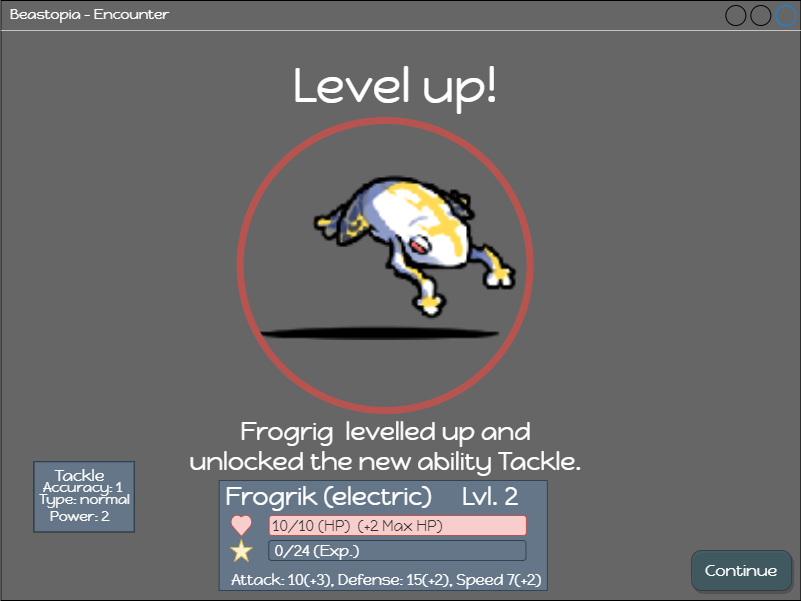 Beastopia - Encounter
Level up!
Frogrig levelled up and
unlocked the new ability Tackle.
Tackle
Accuracy: 1
Type: normal
Power: 2
Frogrik (electric) Lvl. 2
10/10 (HP) (+2 Max HP)
0/24 (Exp.)
Attack: 10(+3), Defense: 15(+2), Speed 7(+2)
Continue